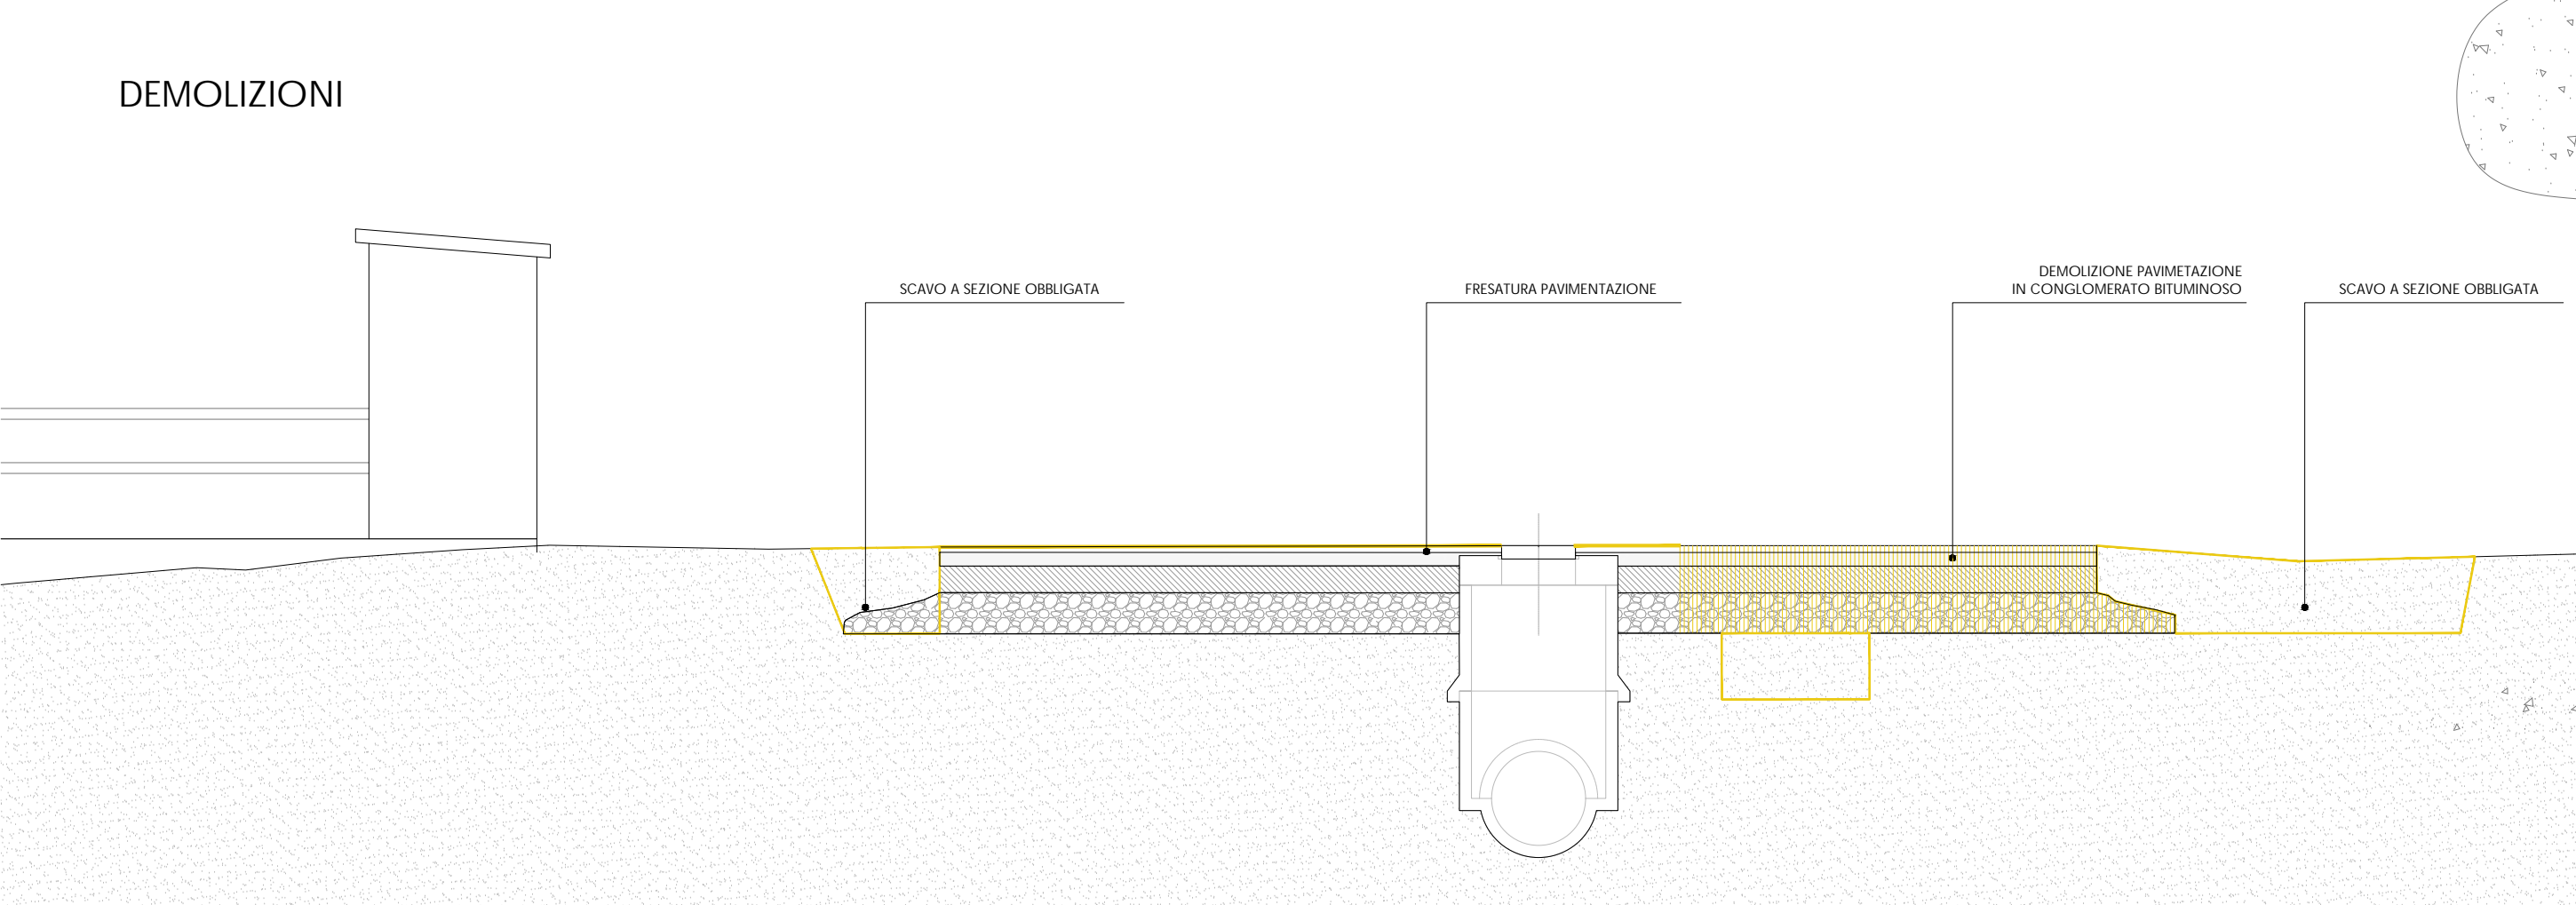 DEMOLIZIONI
SCAVO A SEZIONE OBBLIGATA
FRESATURA PAVIMENTAZIONE
DEMOLIZIONE PAVIMETAZIONE
IN CONGLOMERATO BITUMINOSO
SCAVO A SEZIONE OBBLIGATA